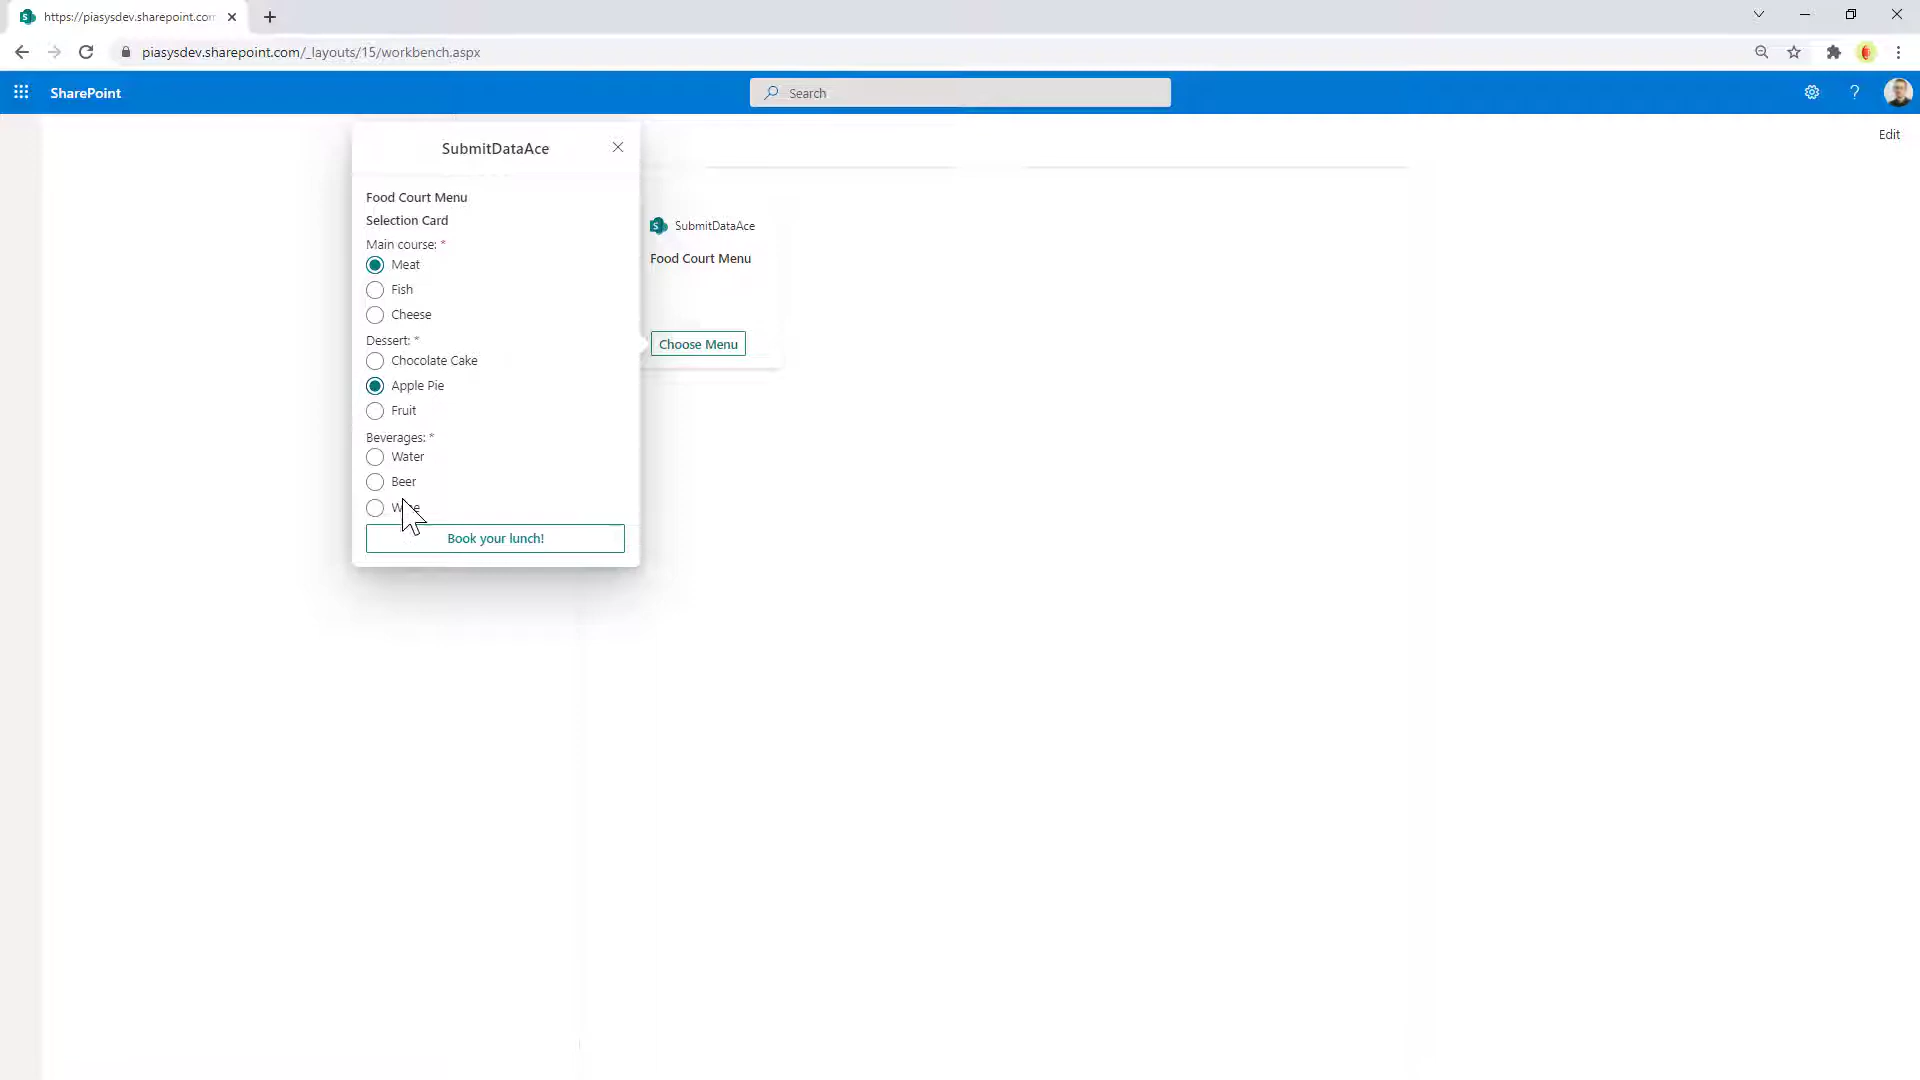 https://piasysdev.sharepoint.com
piasysdev.sharepoint.com/_layouts/15/workbench.aspx
SharePoint
Search
Edit
SubmitDataAce
Food Court Menu
Selection Card
Main course: *
Meat
Fish
Cheese
Dessert: *
Chocolate Cake
Apple Pie
Fruit
Beverages: *
Water
Beer
Book your lunch!
SubmitDataAce
Food Court Menu
Choose Menu